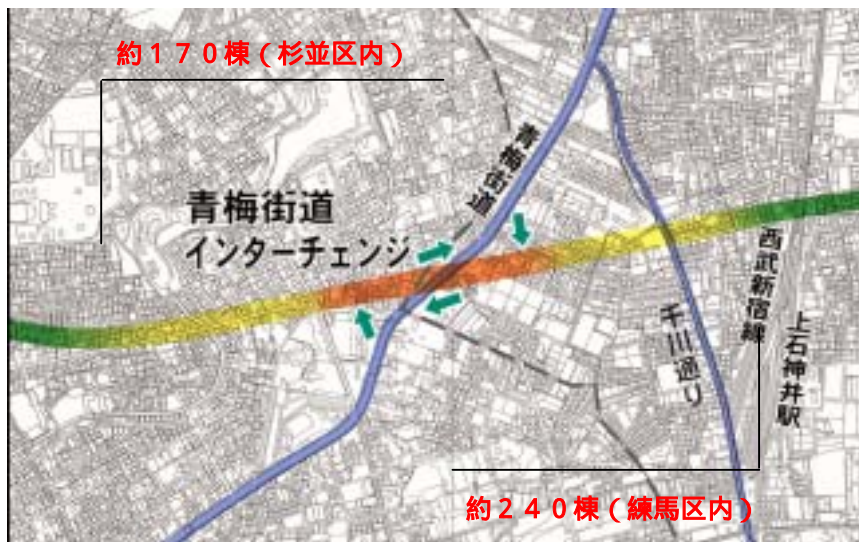 約１７０棟（杉並区内）
青梅街道
青梅街道
インターチェンジ
西武新宿線
千川通り
上石神井駅
約２４０棟（練馬区内）